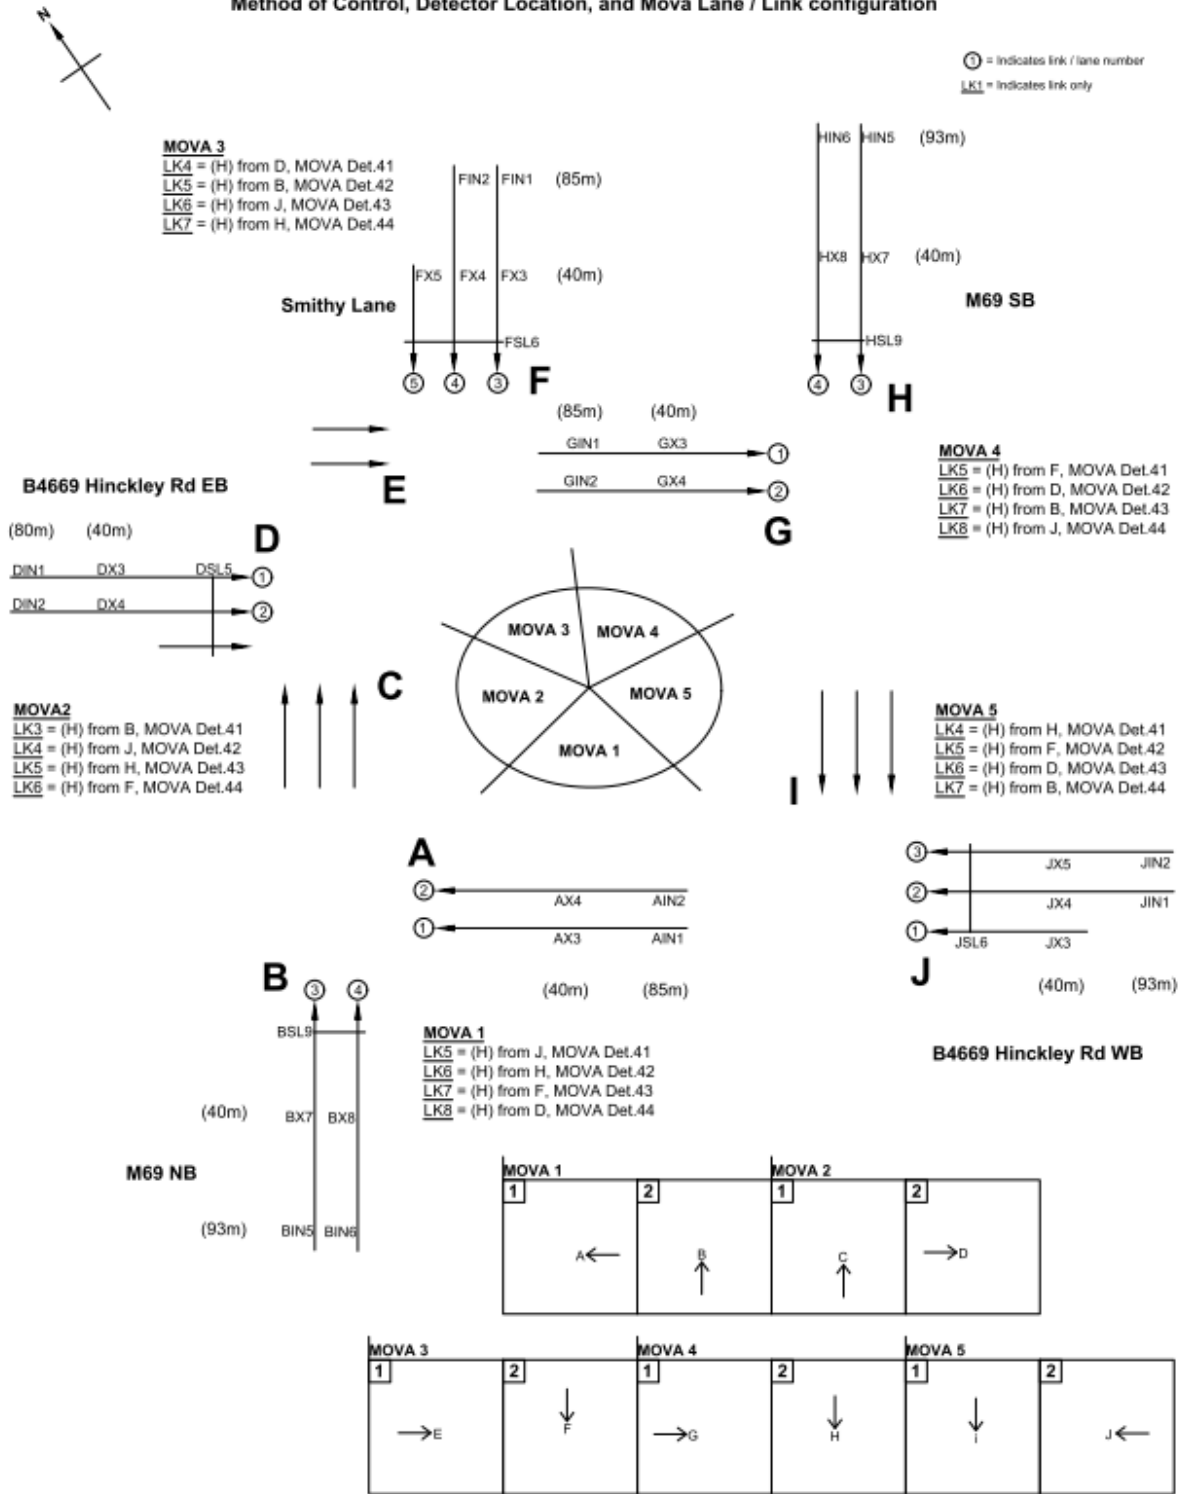 Method of Control, Detector Location, and Mova Lane / Link configuration
N
1 = Indicates link / lane number
LK1 = Indicates link only
MOVA 3
LK4 = (H) from D, MOVA Det.41
LK5 = (H) from B, MOVA Det.42
LK6 = (H) from J, MOVA Det.43
LK7 = (H) from H, MOVA Det.44
FIN2 FIN1 (85m)
FX5 FX4 FX3 (40m)
Smithy Lane
FSL6
5 4 3 F
HIN6 HIN5 (93m)
HX8 HX7 (40m)
M69 SB
HSL9
4 3 H
(85m) (40m)
GIN1 GX3 1
GIN2 GX4 2
G
E
MOVA 4
LK5 = (H) from F, MOVA Det.41
LK6 = (H) from D, MOVA Det.42
LK7 = (H) from B, MOVA Det.43
LK8 = (H) from J, MOVA Det.44
B4669 Hinckley Rd EB
(80m) (40m) D
DIN1 DX3 DSL5 1
DIN2 DX4 2
C
MOVA 3 MOVA 4
MOVA 2 MOVA 5
MOVA 1
MOVA2
LK3 = (H) from B, MOVA Det.41
LK4 = (H) from J, MOVA Det.42
LK5 = (H) from H, MOVA Det.43
LK6 = (H) from F, MOVA Det.44
MOVA 5
LK4 = (H) from H, MOVA Det.41
LK5 = (H) from F, MOVA Det.42
LK6 = (H) from D, MOVA Det.43
LK7 = (H) from B, MOVA Det.44
I
A
2 AX4 AIN2
1 AX3 AIN1
(40m) (85m)
3 JX5 JIN2
2 JX4 JIN1
1 JSL6 JX3
J (40m) (93m)
B4669 Hinckley Rd WB
B 3 4
BSL9
(40m) BX7 BX8
M69 NB
(93m) BIN5 BIN6
MOVA 1
LK5 = (H) from J, MOVA Det.41
LK6 = (H) from H, MOVA Det.42
LK7 = (H) from F, MOVA Det.43
LK8 = (H) from D, MOVA Det.44
MOVA 1 MOVA 2
1 2 1 2
A B C D
MOVA 3 MOVA 4 MOVA 5
1 2 1 2 1 2
E F G H i J